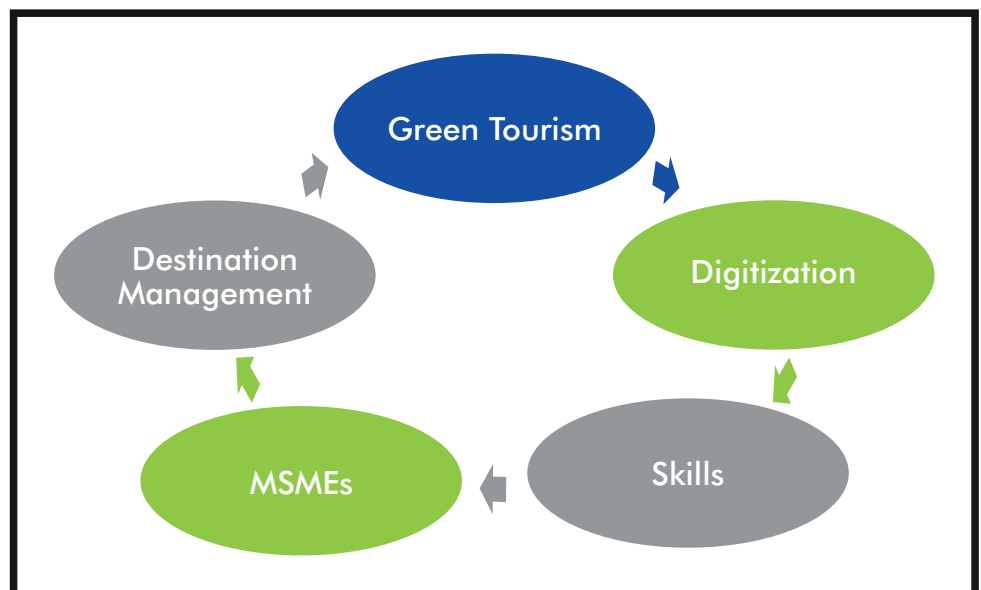 Green Tourism
Digitization
Skills
MSMEs
Destination
Management